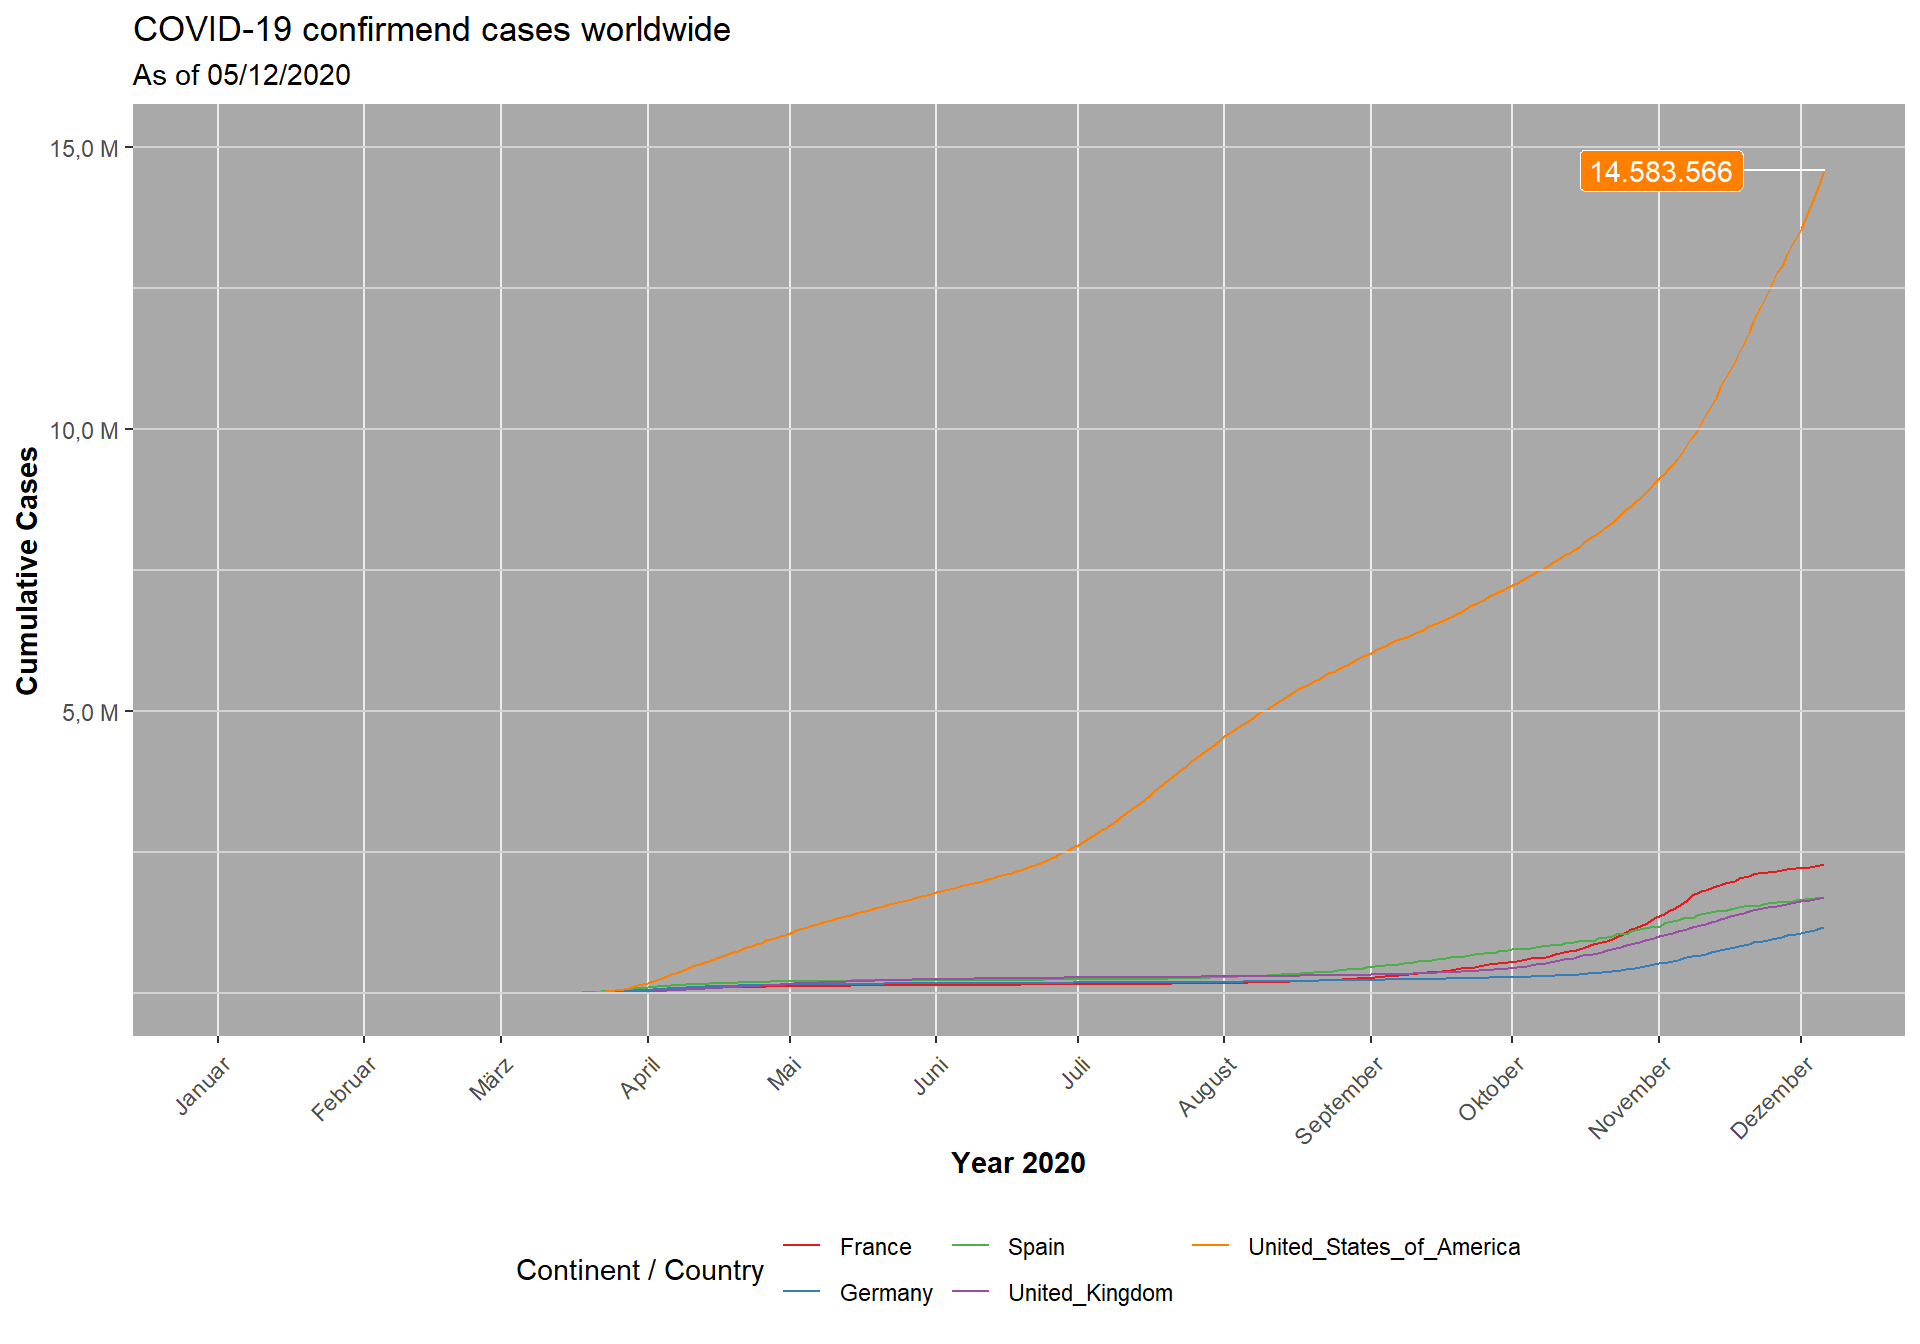 COVID-19 confirmend cases worldwide
As of 05/12/2020
15,0 M
14.583.566
10,0 M
5,0 M
Cumulative Cases
Januar
Februar
März
April
Mai
Juni
Juli
August
September
Oktober
November
Dezember
Year 2020
Continent / Country
France
Spain
United_States_of_America
Germany
United_Kingdom